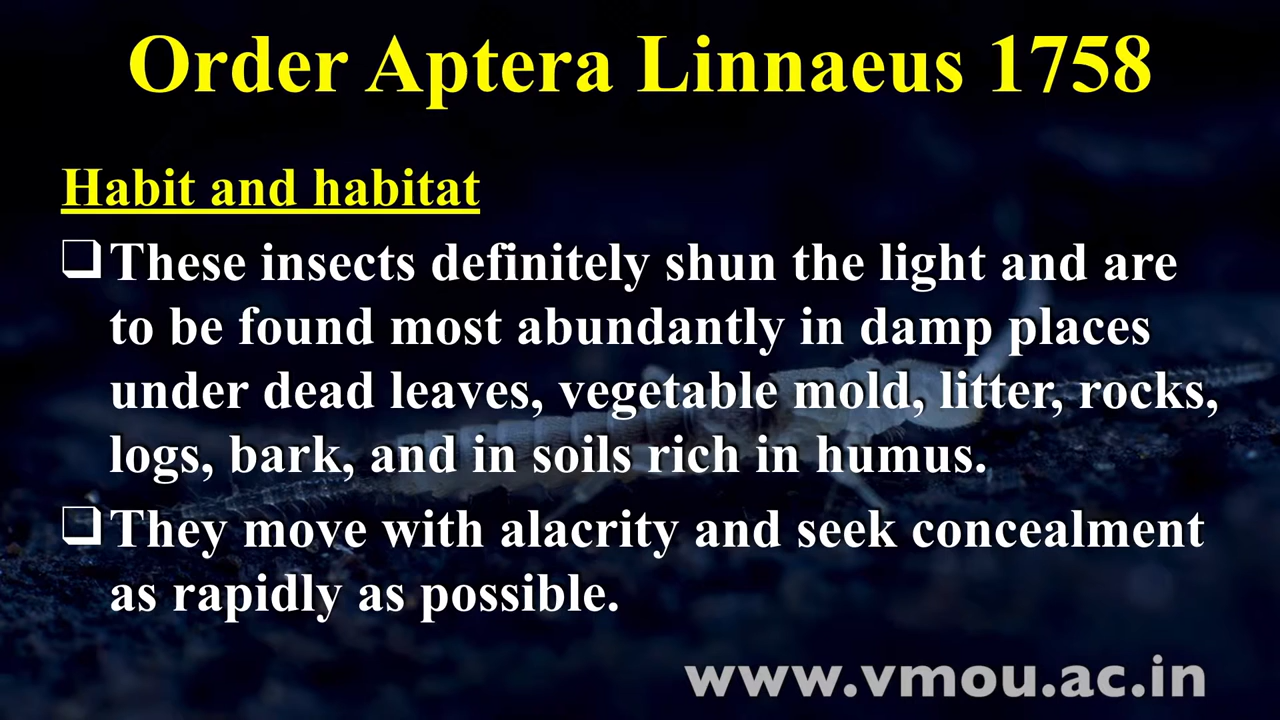 Order Aptera Linnaeus 1758
Habit and habitat
❑ These insects definitely shun the light and are
to be found most abundantly in damp places
under dead leaves, vegetable mold, litter, rocks,
logs, bark, and in soils rich in humus.
❑ They move with alacrity and seek concealment
as rapidly as possible.
www.vmou.ac.in